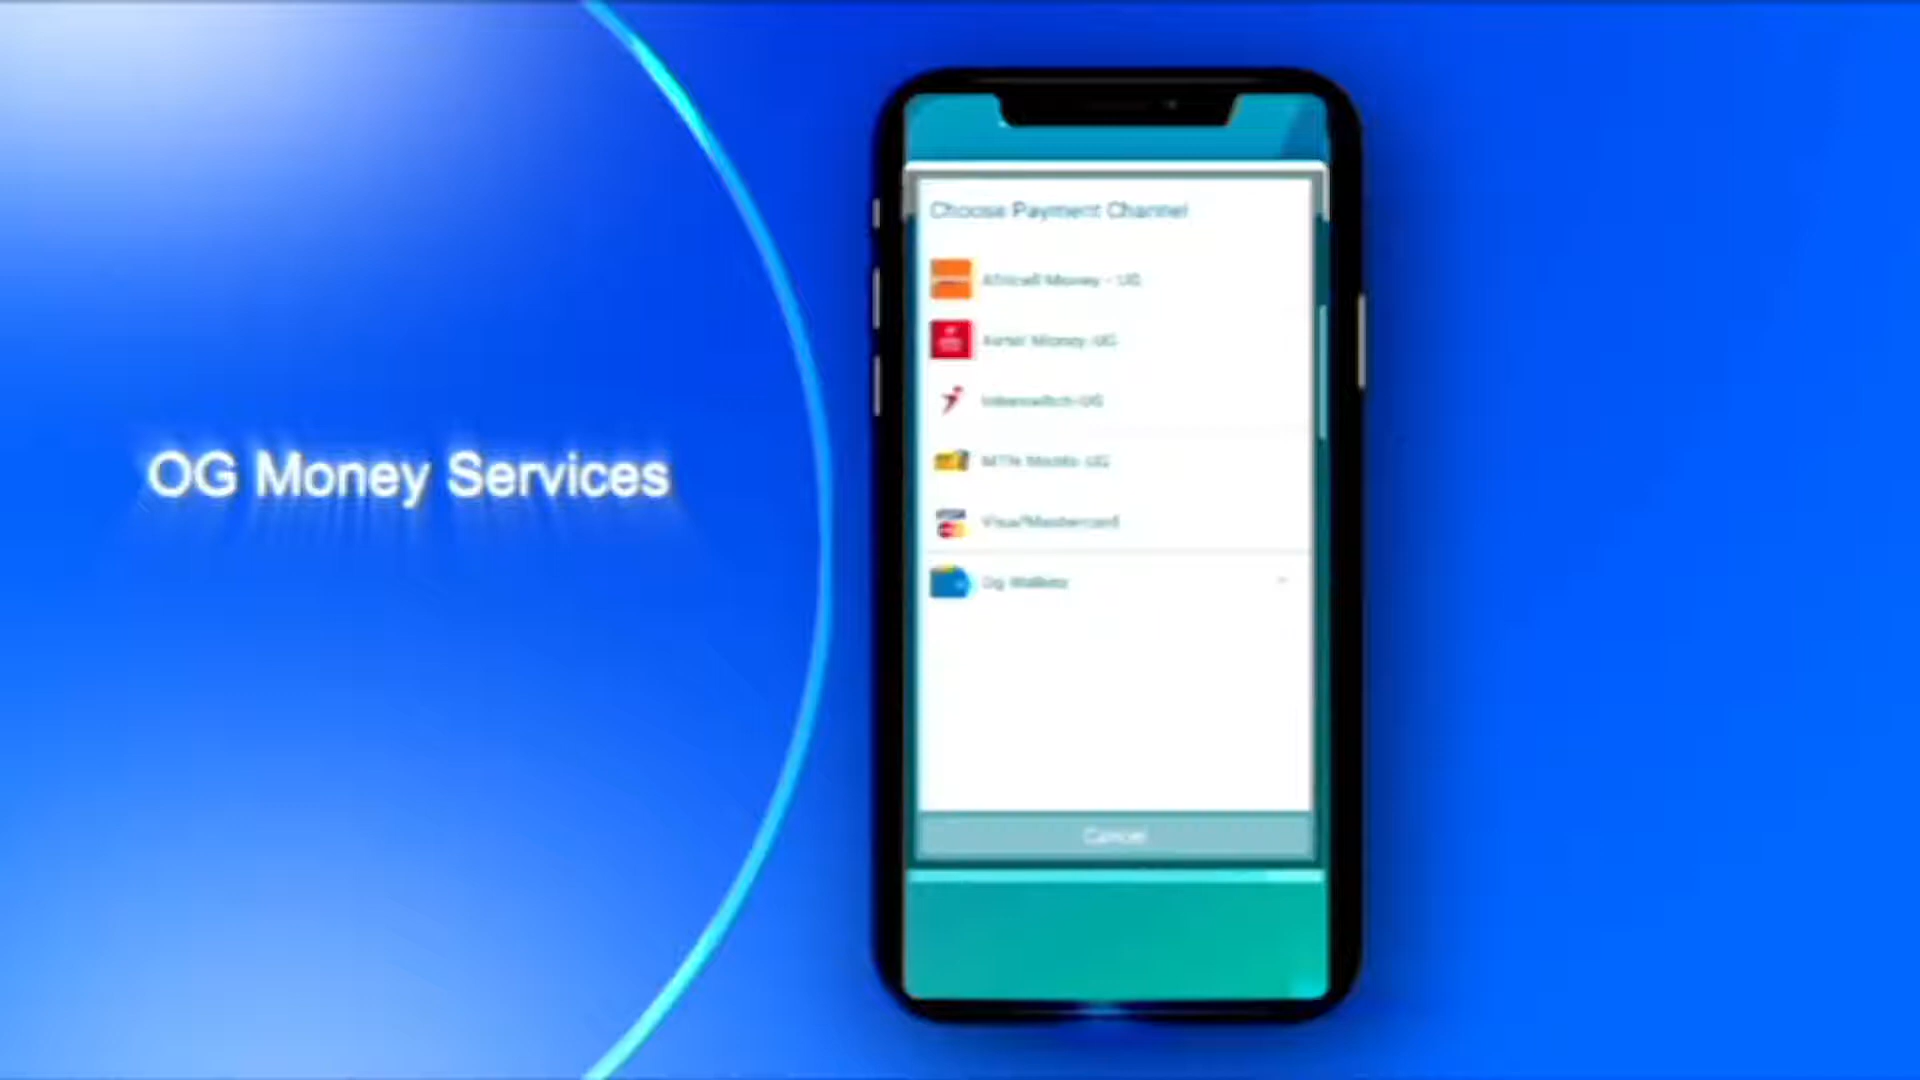 OG Money Services
Choose Payment Channel
Africell Money - UG
Airtel Money-UG
Interswitch-UG
MTN MoMo-UG
Visa/Mastercard
Og Wallets
Cancel